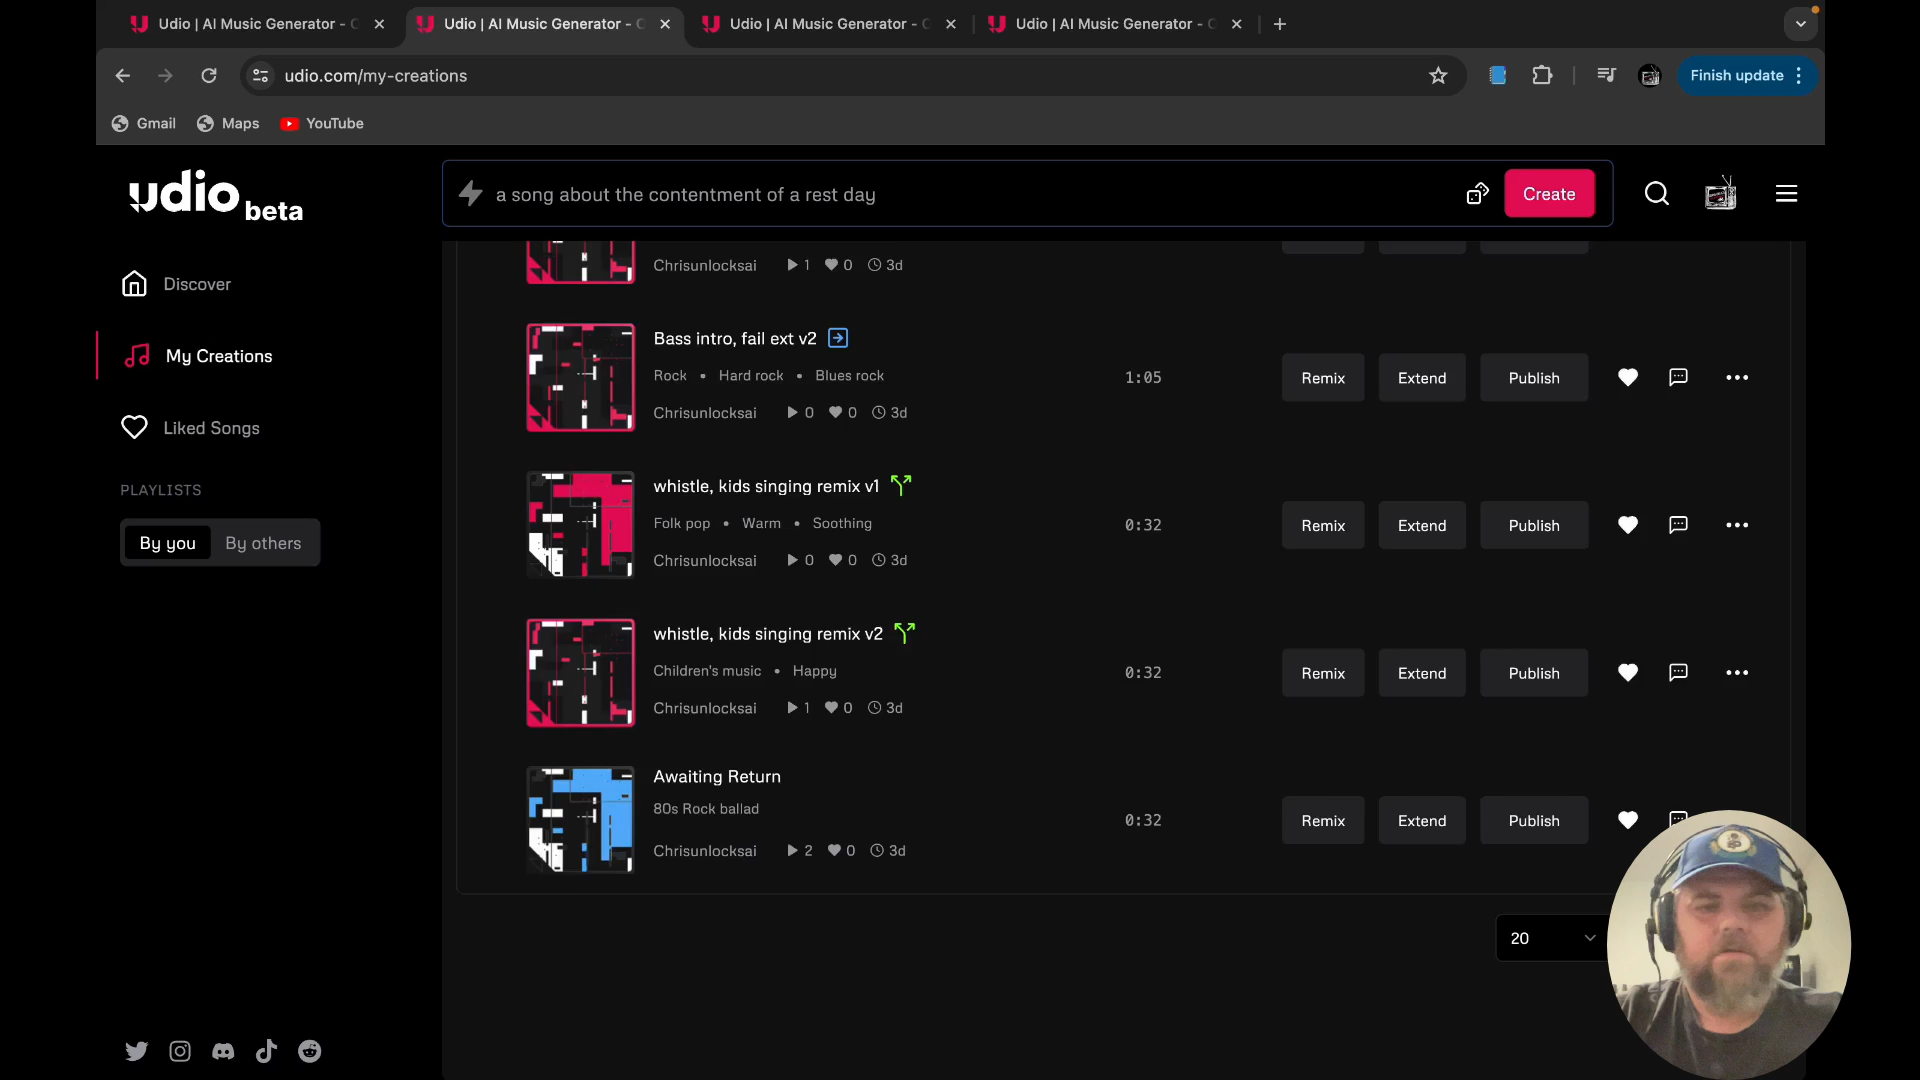 Udio | AI Music Generator - C
Udio | AI Music Generator - C
Udio | AI Music Generator - C
Udio | AI Music Generator - C
udio.com/my-creations
Finish update
Gmail
Maps
YouTube
udio beta
a song about the contentment of a rest day
Create
Discover
My Creations
Liked Songs
PLAYLISTS
By you
By others
Chrisunlocksai 1 0 3d
Bass intro, fail ext v2
Rock • Hard rock • Blues rock
Chrisunlocksai 0 0 3d
1:05
Remix
Extend
Publish
whistle, kids singing remix v1
Folk pop • Warm • Soothing
Chrisunlocksai 0 0 3d
0:32
Remix
Extend
Publish
whistle, kids singing remix v2
Children's music • Happy
Chrisunlocksai 1 0 3d
0:32
Remix
Extend
Publish
Awaiting Return
80s Rock ballad
Chrisunlocksai 2 0 3d
0:32
Remix
Extend
Publish
20